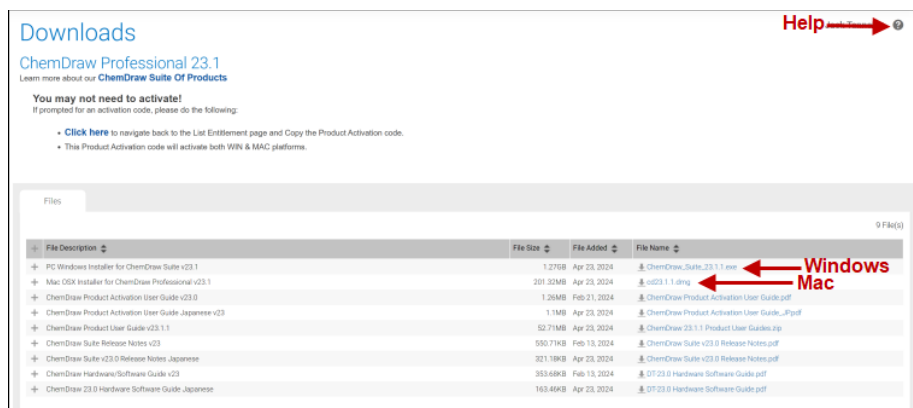 Help
Downloads
ChemDraw Professional 23.1
Learn more about our ChemDraw Suite Of Products
You may not need to activate!
If prompted for an activation code, please do the following:
• Click here to navigate back to the List Entitlement page and Copy the Product Activation code.
• This Product Activation code will activate both WIN & MAC platforms.
Files
9 File(s)
File Description File Size File Added File Name
PC Windows Installer for ChemDraw Suite v23.1 1.27GB Apr 23, 2024 ChemDraw_Suite_23.1.1.exe Windows
Mac OSX Installer for ChemDraw Professional v23.1 201.32MB Apr 23, 2024 cd23.1.1.dmg Mac
ChemDraw Product Activation User Guide v23.0 1.26MB Feb 21, 2024 ChemDraw Product Activation User Guide.pdf
ChemDraw Product Activation User Guide Japanese v23 1.1MB Apr 23, 2024 ChemDraw Product Activation User Guide_JP.pdf
ChemDraw Product User Guide v23.1.1 52.71MB Apr 23, 2024 ChemDraw 23.1.1 Product User Guides.zip
ChemDraw Suite Release Notes v23 550.71KB Feb 13, 2024 ChemDraw Suite v23.0 Release Notes.pdf
ChemDraw Suite v23.0 Release Notes Japanese 321.18KB Apr 23, 2024 ChemDraw Suite v23.0 Release Notes.pdf
ChemDraw Hardware/Software Guide v23 353.68KB Feb 13, 2024 DT-23.0 Hardware Software Guide.pdf
ChemDraw 23.0 Hardware Software Guide Japanese 163.46KB Apr 23, 2024 DT-23.0 Hardware Software Guide.pdf